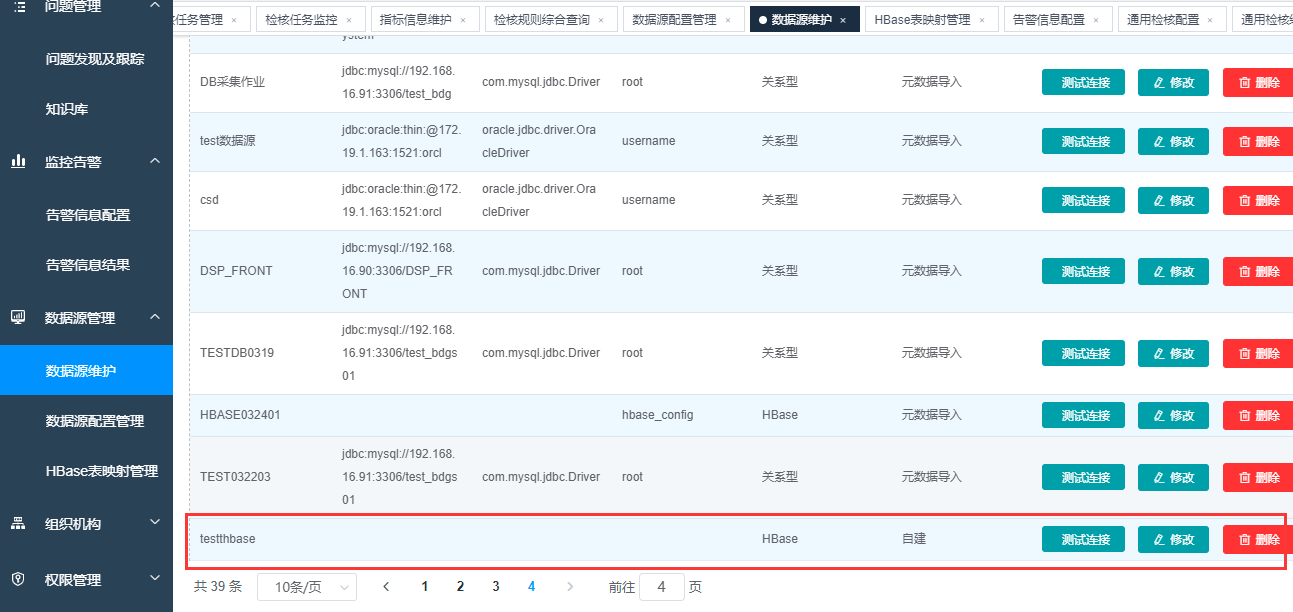 问题管理
问题发现及跟踪
知识库
监控告警
告警信息配置
告警信息结果
数据源管理
数据源维护
数据源配置管理
HBase表映射管理
组织机构
权限管理
任务管理 × 检核任务监控 × 指标信息维护 × 检核规则综合查询 × 数据源配置管理 × 数据源维护 × HBase表映射管理 × 告警信息配置 × 通用检核配置 × 通用检核
ystem
DB采集作业 jdbc:mysql://192.168. com.mysql.jdbc.Driver root 关系型 元数据导入 测试连接 修改 删除
16.91:3306/test_bdg
test数据源 jdbc:oracle:thin:@172. oracle.jdbc.driver.Ora username 关系型 元数据导入 测试连接 修改 删除
19.1.163:1521:orcl cleDriver
csd jdbc:oracle:thin:@172. oracle.jdbc.driver.Ora username 关系型 元数据导入 测试连接 修改 删除
19.1.163:1521:orcl cleDriver
jdbc:mysql://192.168.
DSP_FRONT 16.90:3306/DSP_FR com.mysql.jdbc.Driver root 关系型 元数据导入 测试连接 修改 删除
ONT
jdbc:mysql://192.168.
TESTDB0319 16.91:3306/test_bdgs com.mysql.jdbc.Driver root 关系型 元数据导入 测试连接 修改 删除
01
HBASE032401 hbase_config HBase 元数据导入 测试连接 修改 删除
jdbc:mysql://192.168.
TEST032203 16.91:3306/test_bdgs com.mysql.jdbc.Driver root 关系型 元数据导入 测试连接 修改 删除
01
testthbase HBase 自建 测试连接 修改 删除
共 39 条 10条/页 < 1 2 3 4 > 前往 4 页